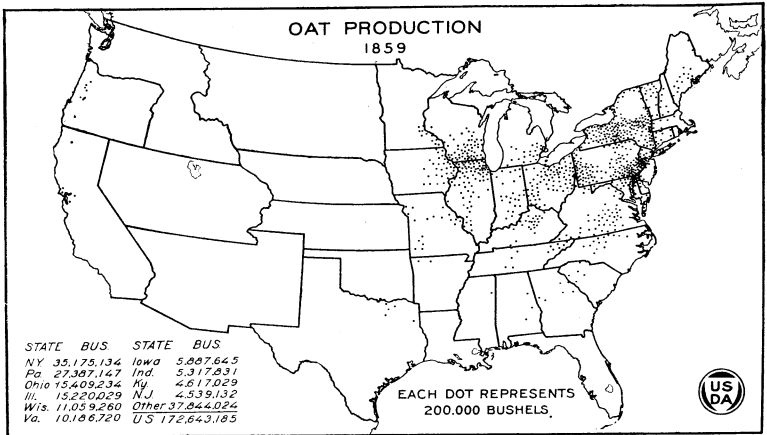 OAT PRODUCTION
1859
STATE BUS. STATE BUS.
N.Y. 35,175,134 Iowa 5,887,645
Pa. 27,387,147 Ind. 5,317,831
Ohio 15,409,234 Ky. 4,617,029
Ill. 15,220,029 N.J. 4,539,132
Wis. 11,059,260 Other 37,844,024
Va. 10,186,720 U.S. 172,643,185
EACH DOT REPRESENTS
200.000 BUSHELS
US
DA